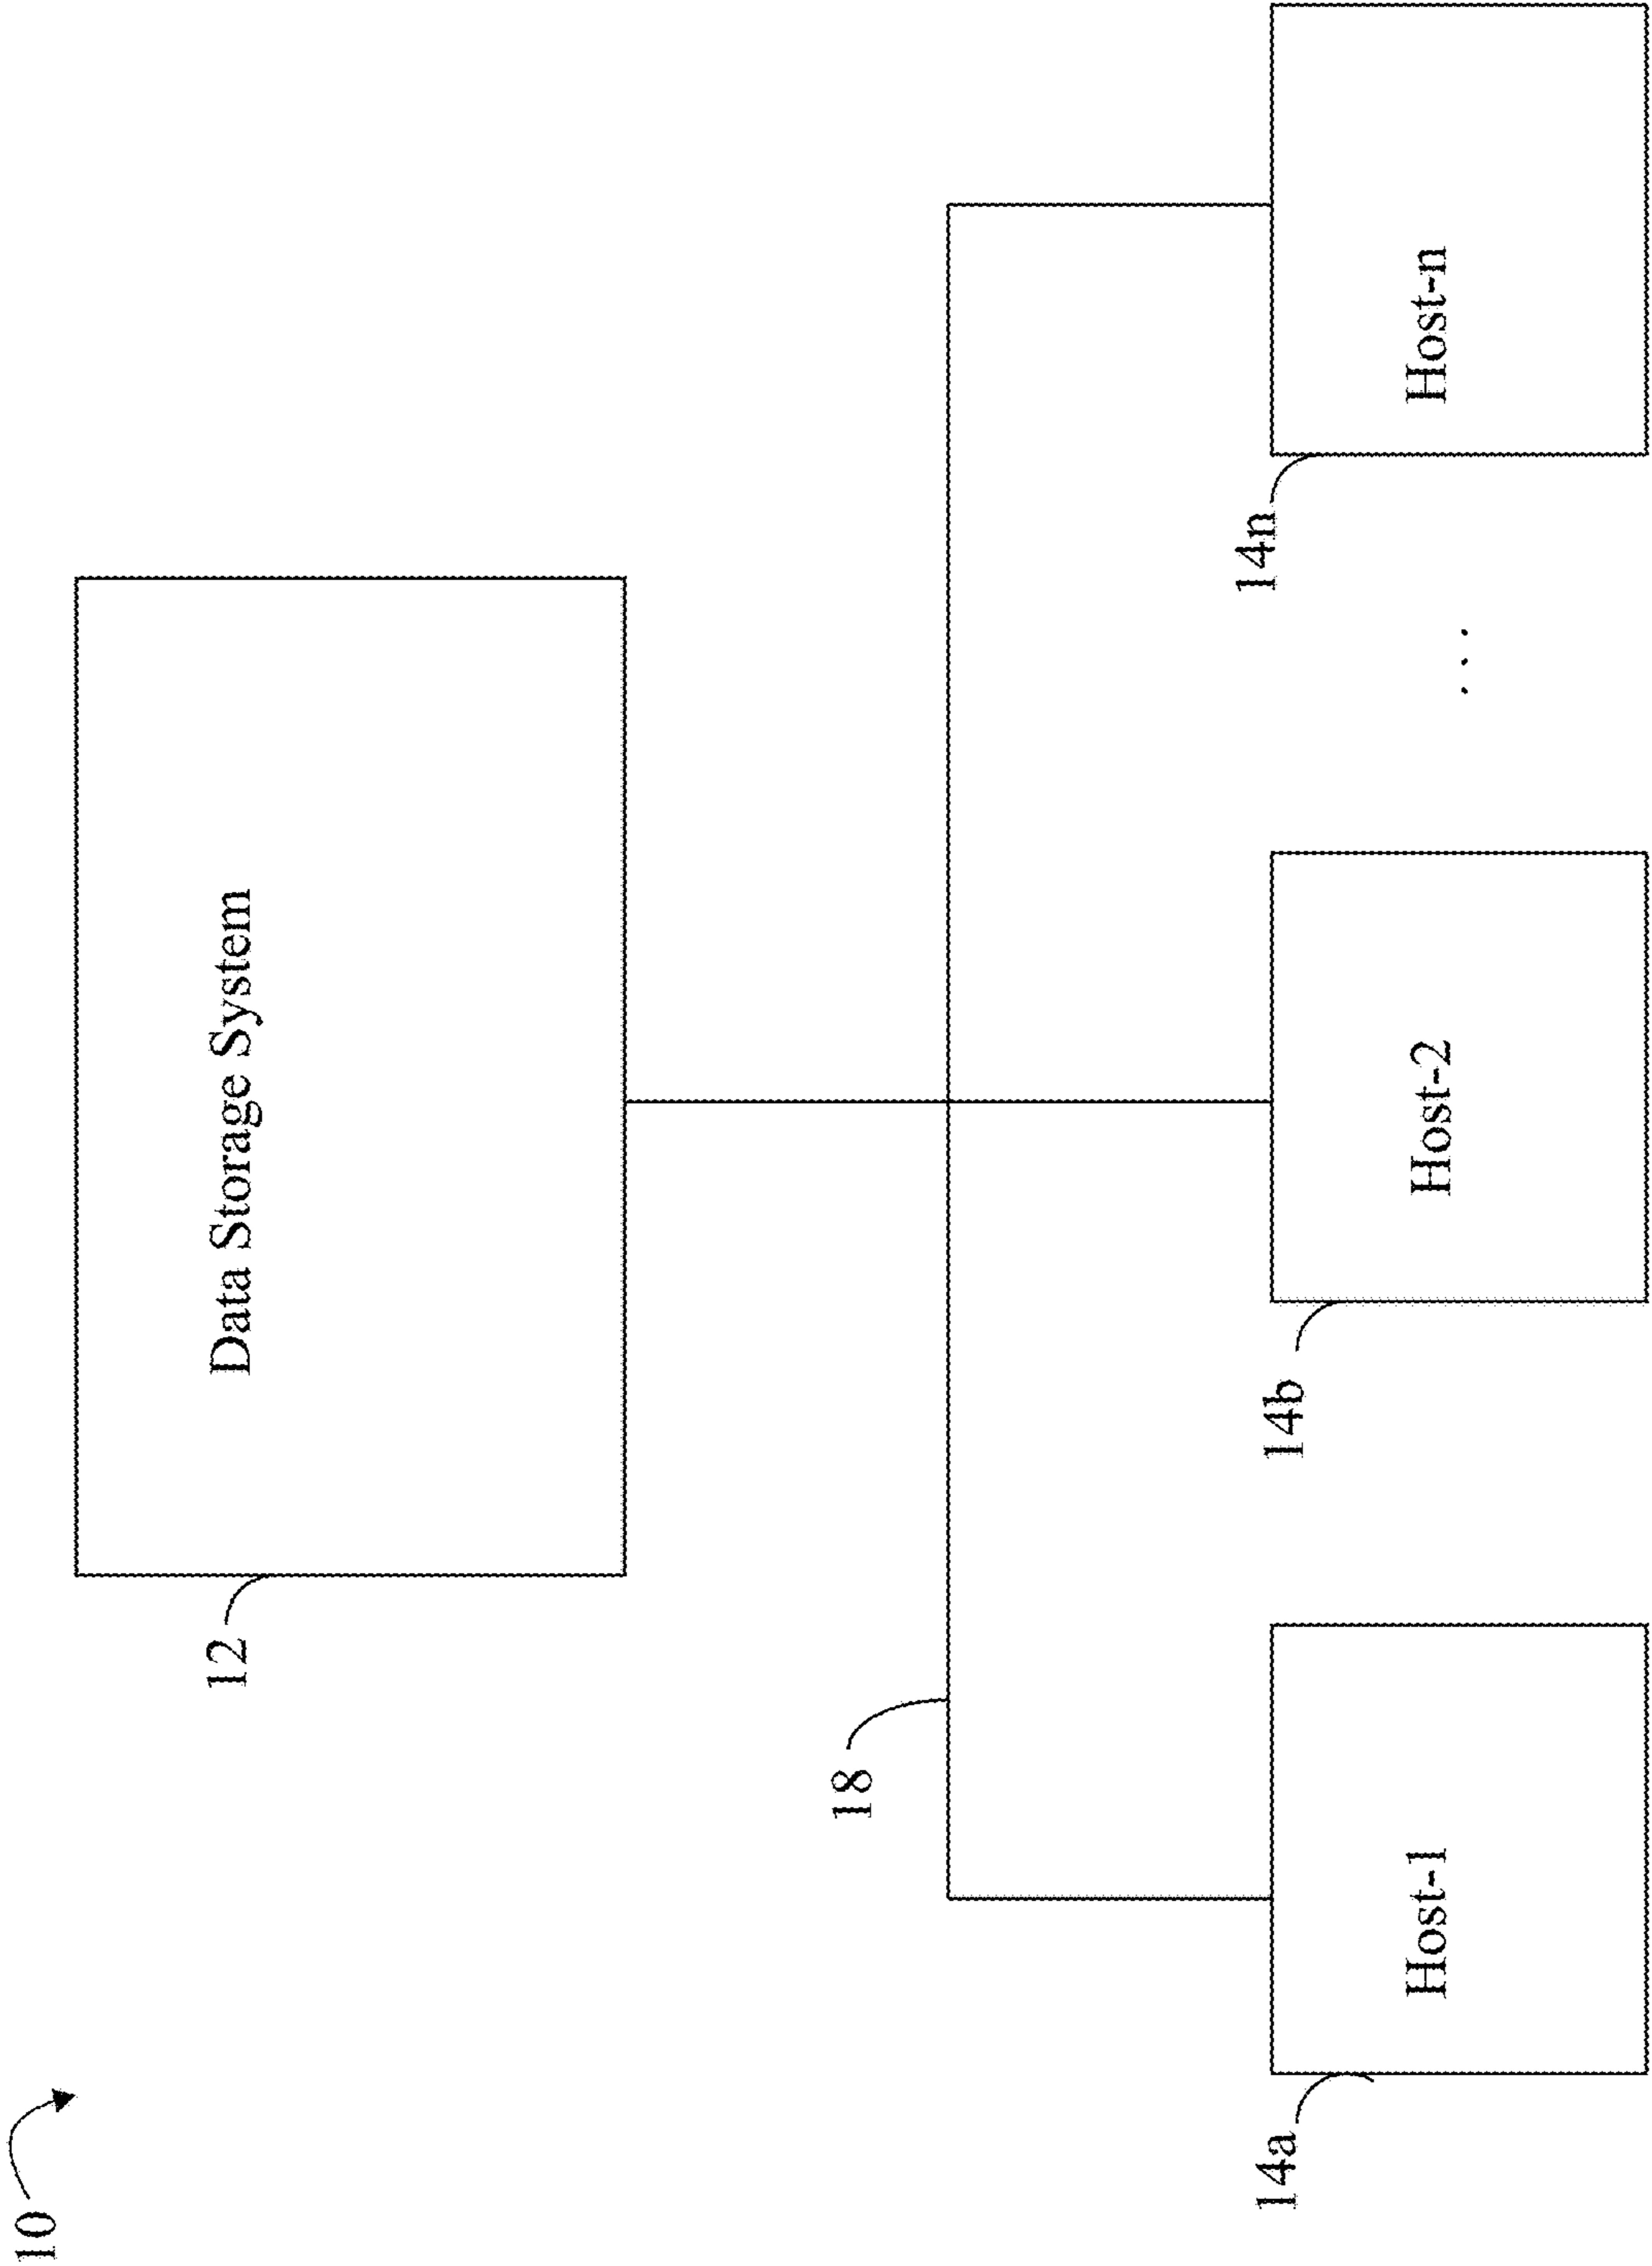 10
12
Data Storage System
18
14a
Host-1
14b
Host-2
. . .
14n
Host-n